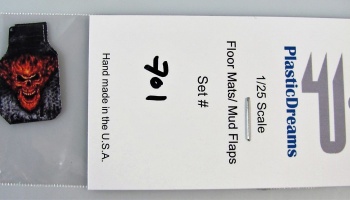 PlasticDreams
1/25 Scale
Floor Mats/ Mud Flaps
Set #
701
Hand made in the U.S.A.